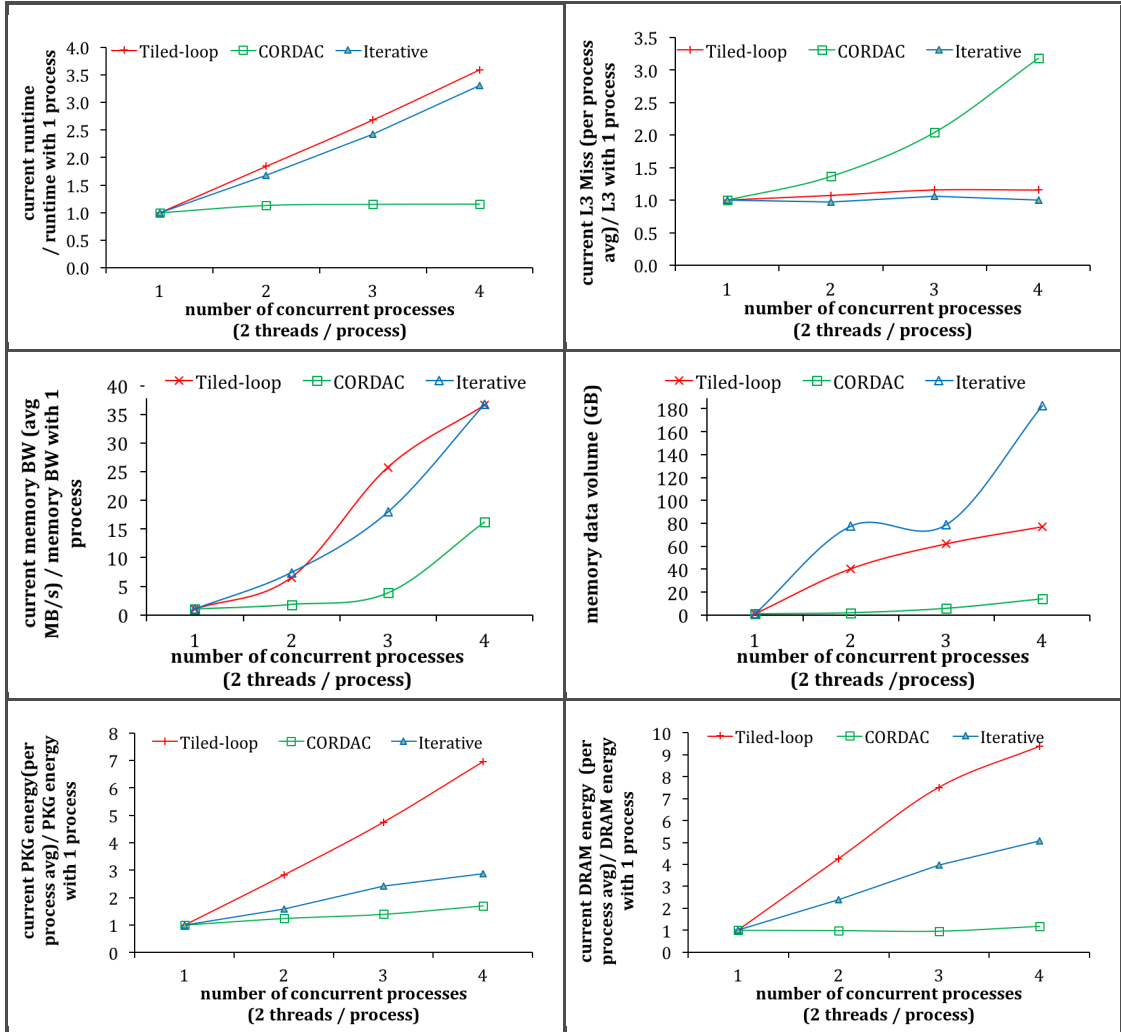 current runtime
/ runtime with 1 process
4.0
3.5
3.0
2.5
2.0
1.5
1.0
0.5
0.0
Tiled-loop CORDAC Iterative
1 2 3 4
number of concurrent processes
(2 threads / process)
current L3 Miss (per process
avg)/ L3 with 1 process
3.5
3.0
2.5
2.0
1.5
1.0
0.5
0.0
Tiled-loop CORDAC Iterative
1 2 3 4
number of concurrent processes
(2 threads / process)
current memory BW (avg
MB/s) / memory BW with 1
process
40
35
30
25
20
15
10
5
0
Tiled-loop CORDAC Iterative
1 2 3 4
number of concurrent processes
(2 threads / process)
memory data volume (GB)
180
160
140
120
100
80
60
40
20
0
Tiled-loop CORDAC Iterative
1 2 3 4
number of concurrent processes
(2 threads /process)
current PKG energy(per
process avg)/ PKG energy
with 1 process
8
7
6
5
4
3
2
1
0
Tiled-loop CORDAC Iterative
1 2 3 4
number of concurrent processes
(2 threads / process)
current DRAM energy (per
process avg)/ DRAM energy
with 1 process
10
9
8
7
6
5
4
3
2
1
0
Tiled-loop CORDAC Iterative
1 2 3 4
number of concurrent processes
(2 threads / process)